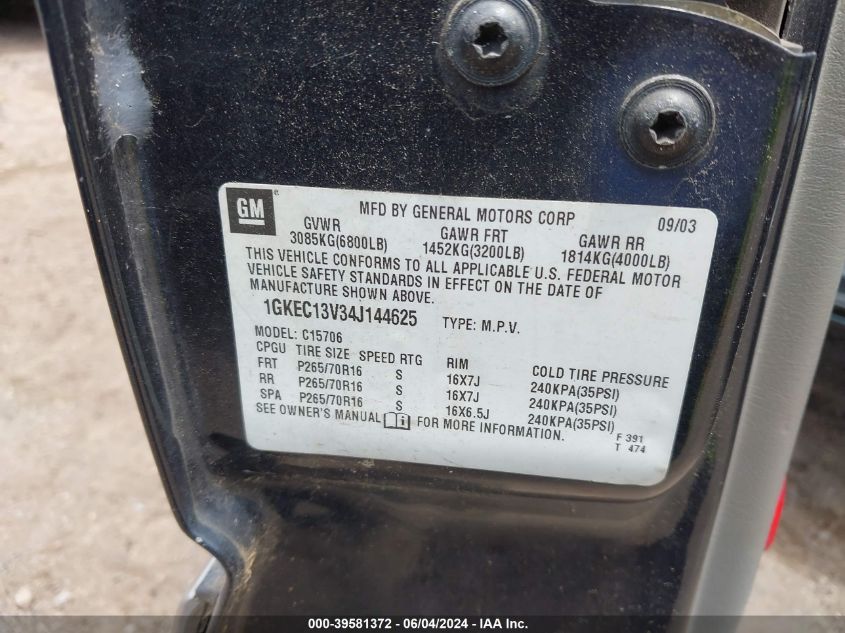 GM MFD BY GENERAL MOTORS CORP 09/03
GVWR GAWR FRT GAWR RR
3085KG(6800LB) 1452KG(3200LB) 1814KG(4000LB)
THIS VEHICLE CONFORMS TO ALL APPLICABLE U.S. FEDERAL MOTOR
VEHICLE SAFETY STANDARDS IN EFFECT ON THE DATE OF
MANUFACTURE SHOWN ABOVE.
1GKEC13V34J144625 TYPE: M.P.V.
MODEL: C15706
CPGU TIRE SIZE SPEED RTG RIM COLD TIRE PRESSURE
FRT P265/70R16 S 16X7J 240KPA(35PSI)
RR P265/70R16 S 16X7J 240KPA(35PSI)
SPA P265/70R16 S 16X6.5J 240KPA(35PSI)
SEE OWNER'S MANUAL FOR MORE INFORMATION.
F 391
T 474
000-39581372 - 06/04/2024 - IAA Inc.